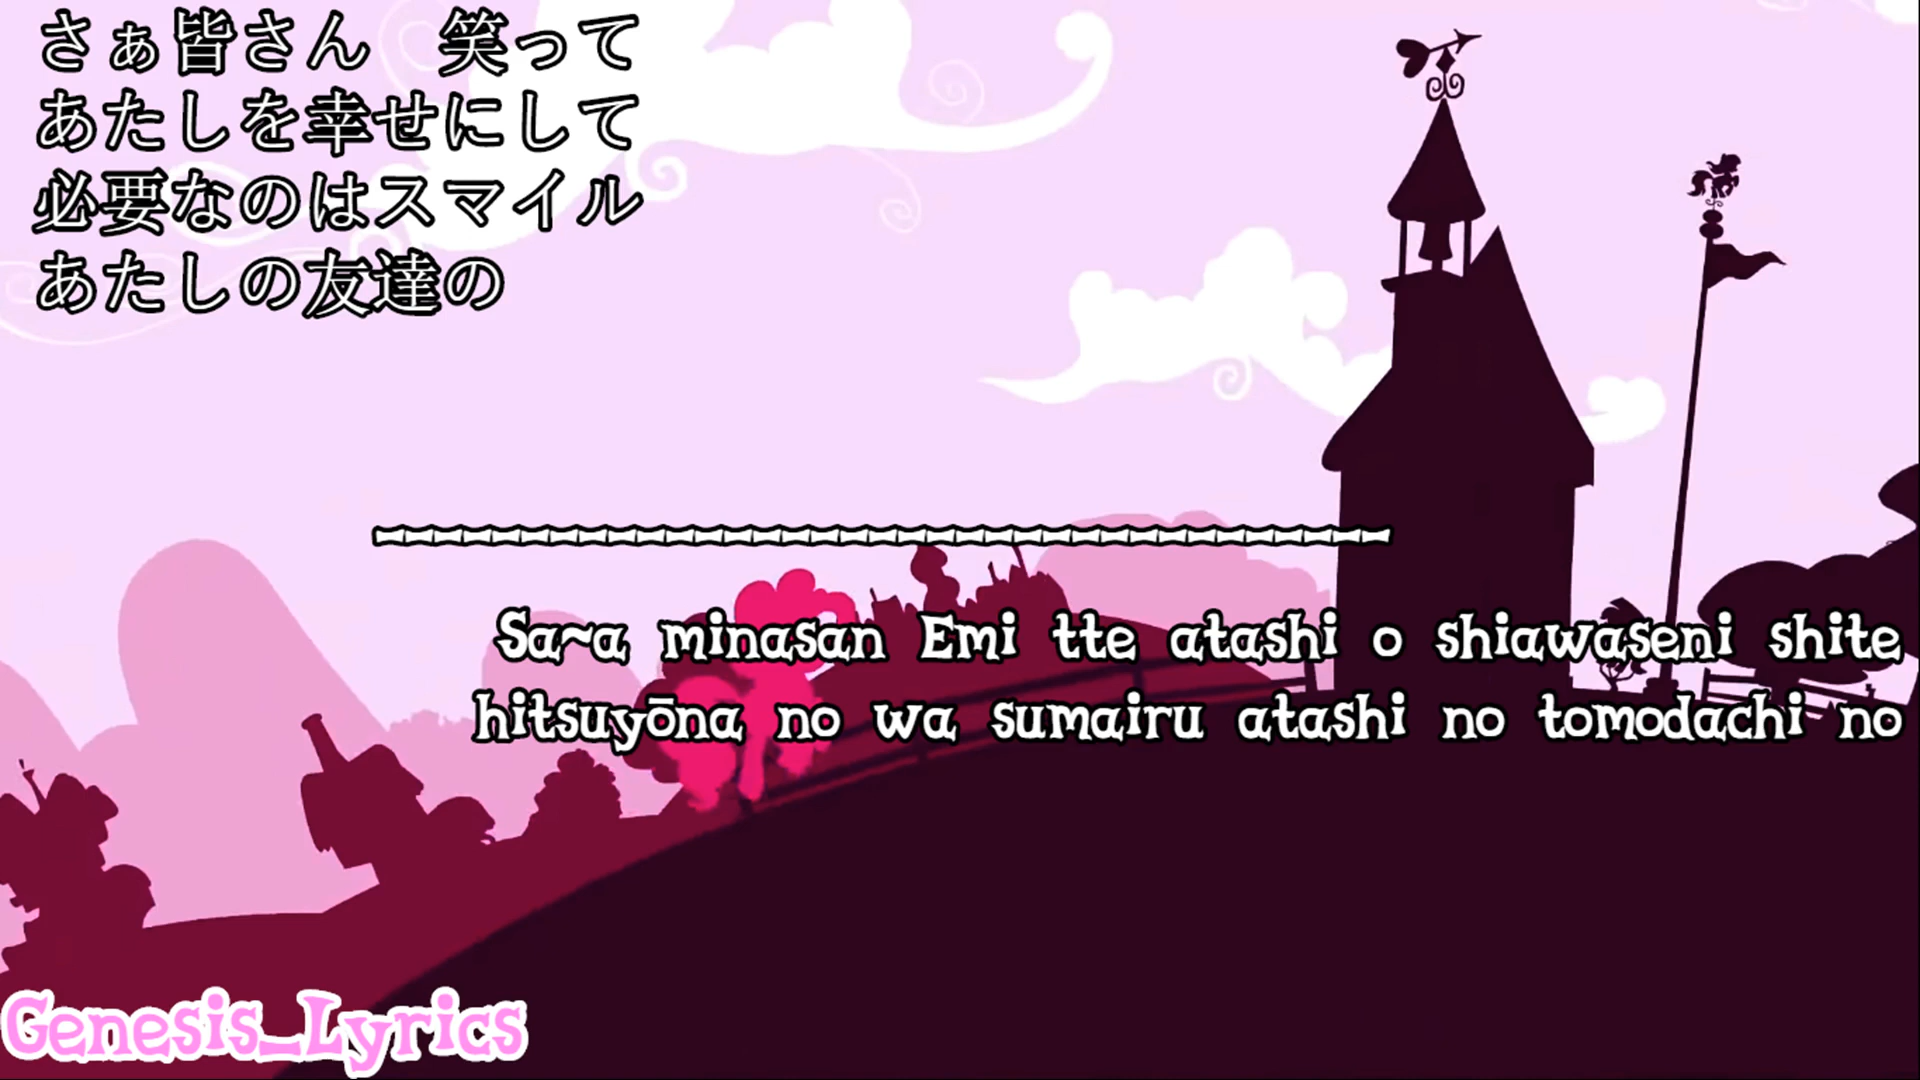 さぁ皆さん　笑って
あたしを幸せにして
必要なのはスマイル
あたしの友達の
Sa~a minasan Emi tte atashi o shiawaseni shite
hitsuyōna no wa sumairu atashi no tomodachi no
Genesis_Lyrics